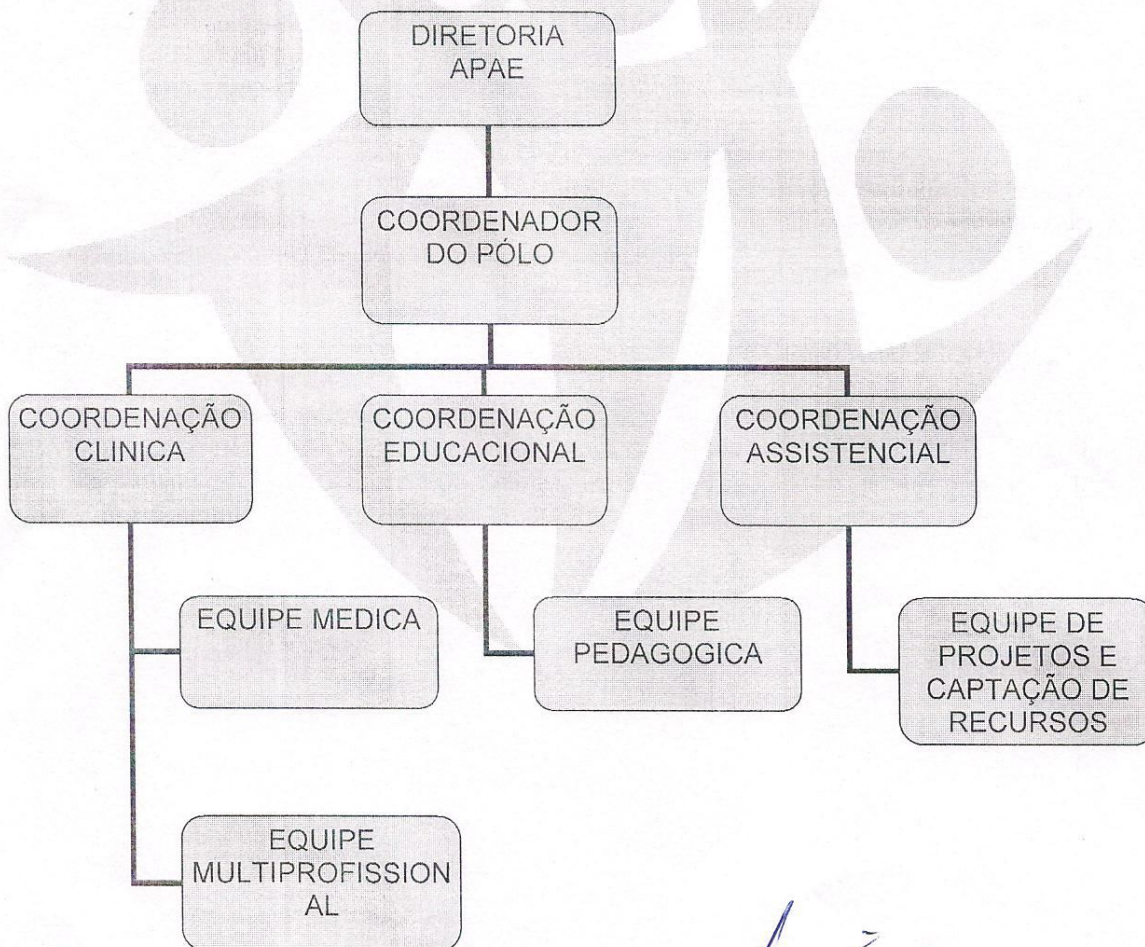 DIRETORIA
APAE
COORDENADOR
DO PÓLO
COORDENAÇÃO
CLINICA
COORDENAÇÃO
EDUCACIONAL
COORDENAÇÃO
ASSISTENCIAL
EQUIPE MEDICA
EQUIPE
PEDAGOGICA
EQUIPE DE
PROJETOS E
CAPTAÇÃO DE
RECURSOS
EQUIPE
MULTIPROFISSION
AL